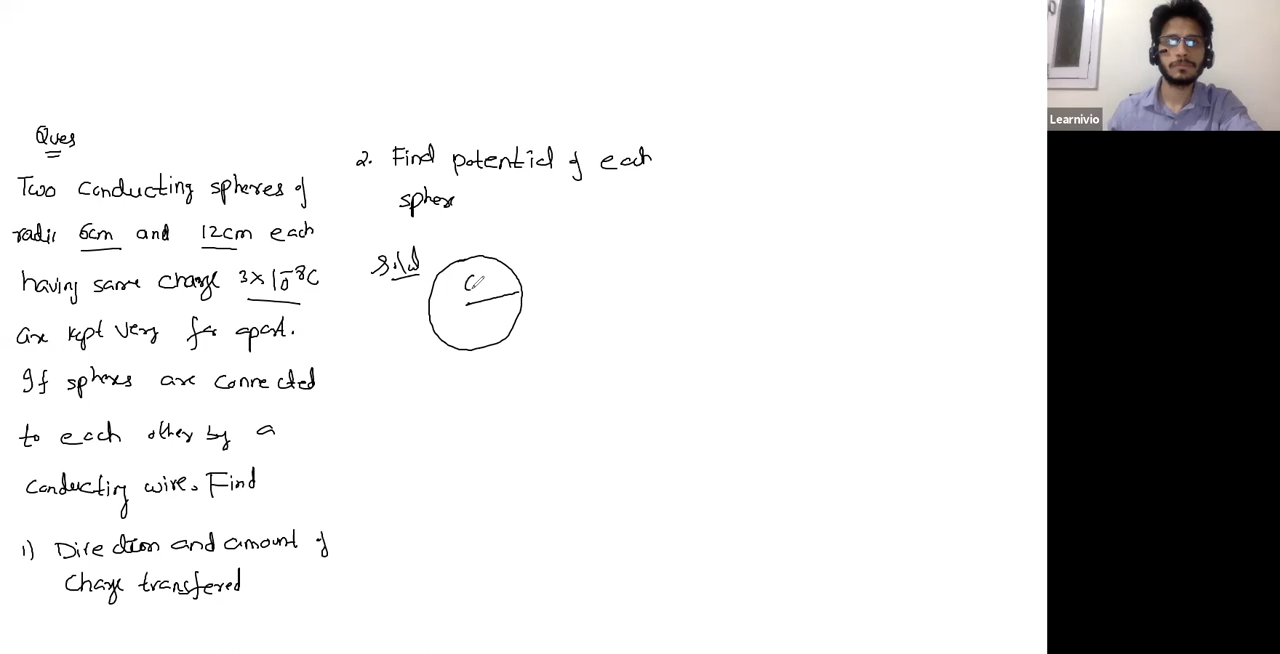 Ques
Two conducting spheres of
radii 6cm and 12cm each
having same charge 3×10⁻⁸C
are kept very far apart.
If spheres are connected
to each other by a
conducting wire. Find
1) Direction and amount of
Charge transfered
2. Find potential of each
sphere
Soln
6
Learnivio